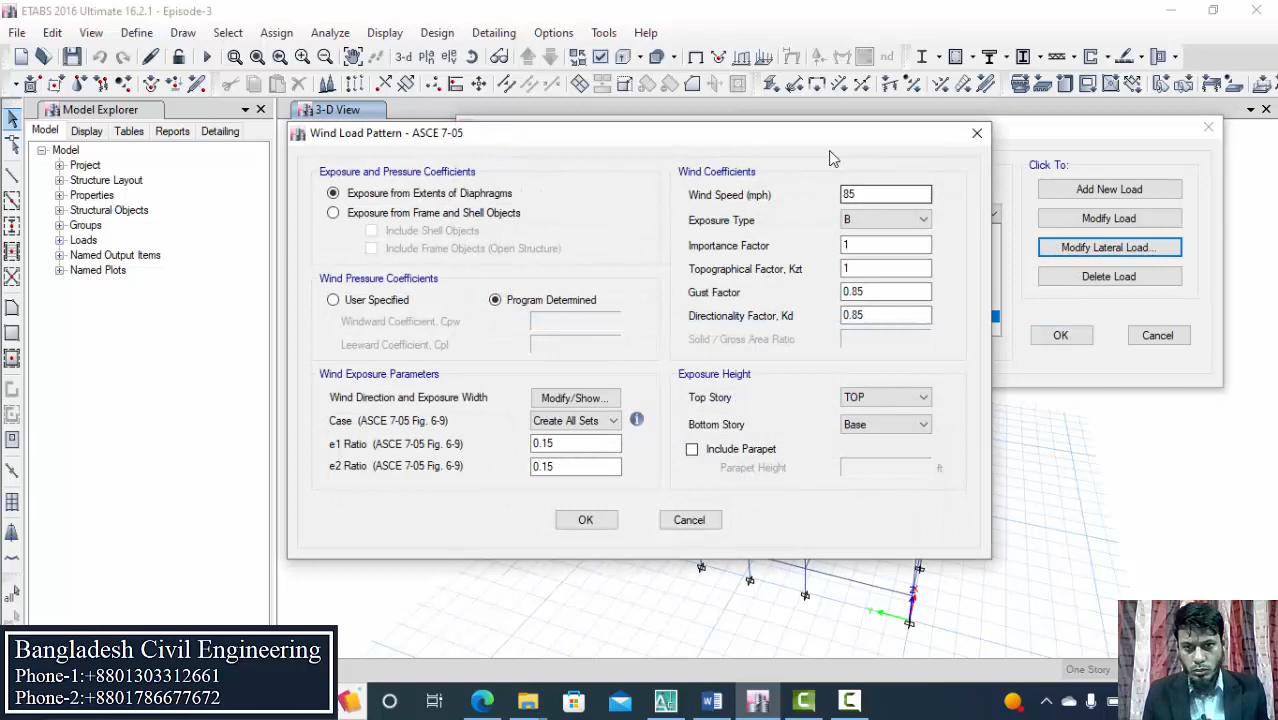 ETABS 2016 Ultimate 16.2.1 - Episode-3
File Edit View Define Draw Select Assign Analyze Display Design Detailing Options Tools Help
3-d
nd
Model Explorer
3-D View
Model Display Tables Reports Detailing
Model
Project
Structure Layout
Properties
Structural Objects
Groups
Loads
Named Output Items
Named Plots
Wind Load Pattern - ASCE 7-05
Exposure and Pressure Coefficients
Exposure from Extents of Diaphragms
Exposure from Frame and Shell Objects
Include Shell Objects
Include Frame Objects (Open Structure)
Wind Pressure Coefficients
User Specified Program Determined
Windward Coefficient, Cpw
Leeward Coefficient, Cpl
Wind Exposure Parameters
Wind Direction and Exposure Width Modify/Show...
Case (ASCE 7-05 Fig. 6-9) Create All Sets
e1 Ratio (ASCE 7-05 Fig. 6-9) 0.15
e2 Ratio (ASCE 7-05 Fig. 6-9) 0.15
Wind Coefficients
Wind Speed (mph) 85
Exposure Type B
Importance Factor 1
Topographical Factor, Kzt 1
Gust Factor 0.85
Directionality Factor, Kd 0.85
Solid / Gross Area Ratio
Exposure Height
Top Story TOP
Bottom Story Base
Include Parapet
Parapet Height ft
OK Cancel
Click To:
Add New Load
Modify Load
Modify Lateral Load...
Delete Load
OK Cancel
One Story
Bangladesh Civil Engineering
Phone-1:+8801303312661
Phone-2:+8801786677672